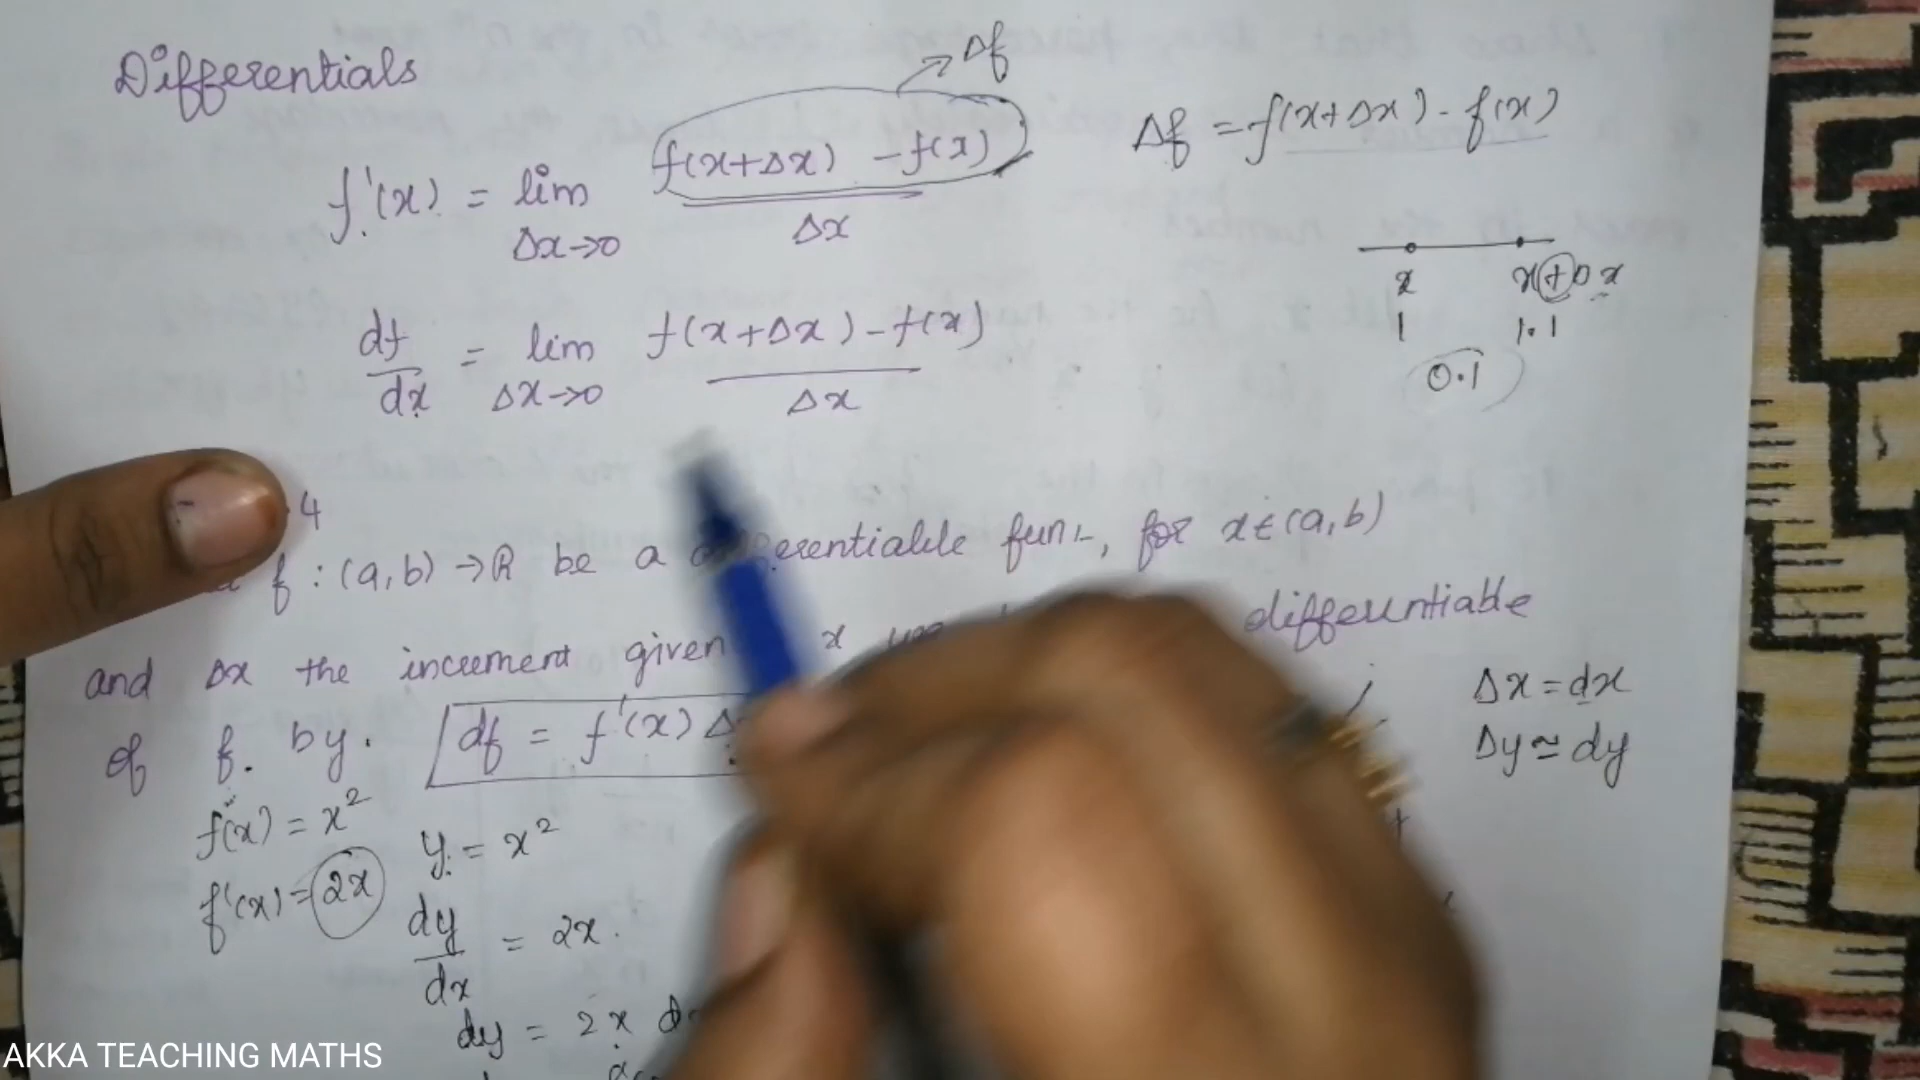 Differentials
Δf
f'(x) = lim Δx→0 f(x+Δx) - f(x) / Δx
Δf = f(x+Δx) - f(x)
x x+Δx
1 1.1
0.1
df/dx = lim Δx→0 f(x+Δx) - f(x) / Δx
4
f : (a,b) → R be a fun:, for x ∈ (a,b)
and Δx the increment given x differentiable
of f. by. df = f'(x) Δ
Δx = dx
Δy ≃ dy
f(x) = x²
f'(x) = 2x
y = x²
dy/dx = 2x.
dy = 2x
AKKA TEACHING MATHS